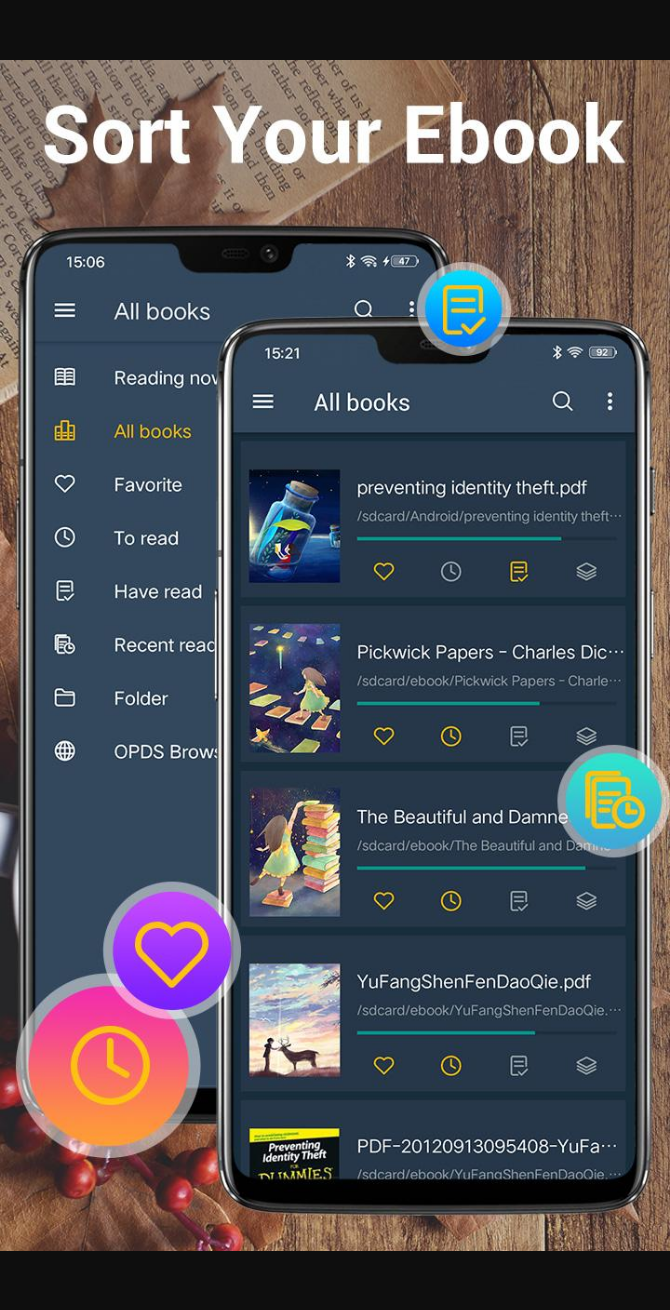 Sort Your Ebook
15:06
47
All books
Reading now
All books
Favorite
To read
Have read
Recent read
Folder
OPDS Brows
15:21
92
All books
preventing identity theft.pdf
/sdcard/Android/preventing identity theft···
Pickwick Papers - Charles Dic···
/sdcard/ebook/Pickwick Papers - Charle···
The Beautiful and Damne
/sdcard/ebook/The Beautiful and Damne···
YuFangShenFenDaoQie.pdf
/sdcard/ebook/YuFangShenFenDaoQie.···
Preventing
Identity Theft
FOR
DUMMIES
PDF-20120913095408-YuFa···
/sdcard/ebook/YuFangShenFenDaoQie.···